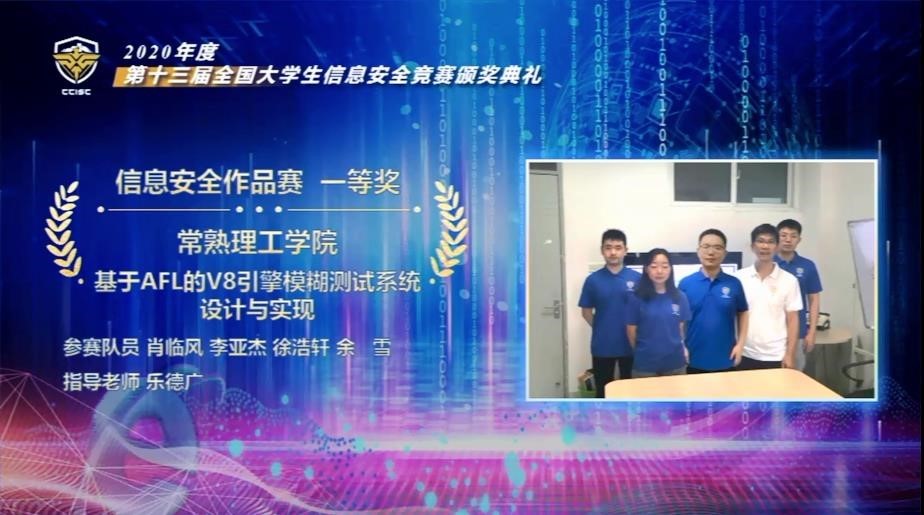 CCISC
2020年度
第十三届全国大学生信息安全竞赛颁奖典礼
信息安全作品赛 一等奖
常熟理工学院
基于AFL的V8引擎模糊测试系统
设计与实现
参赛队员 肖临风 李亚杰 徐浩轩 余 雪
指导老师 乐德广